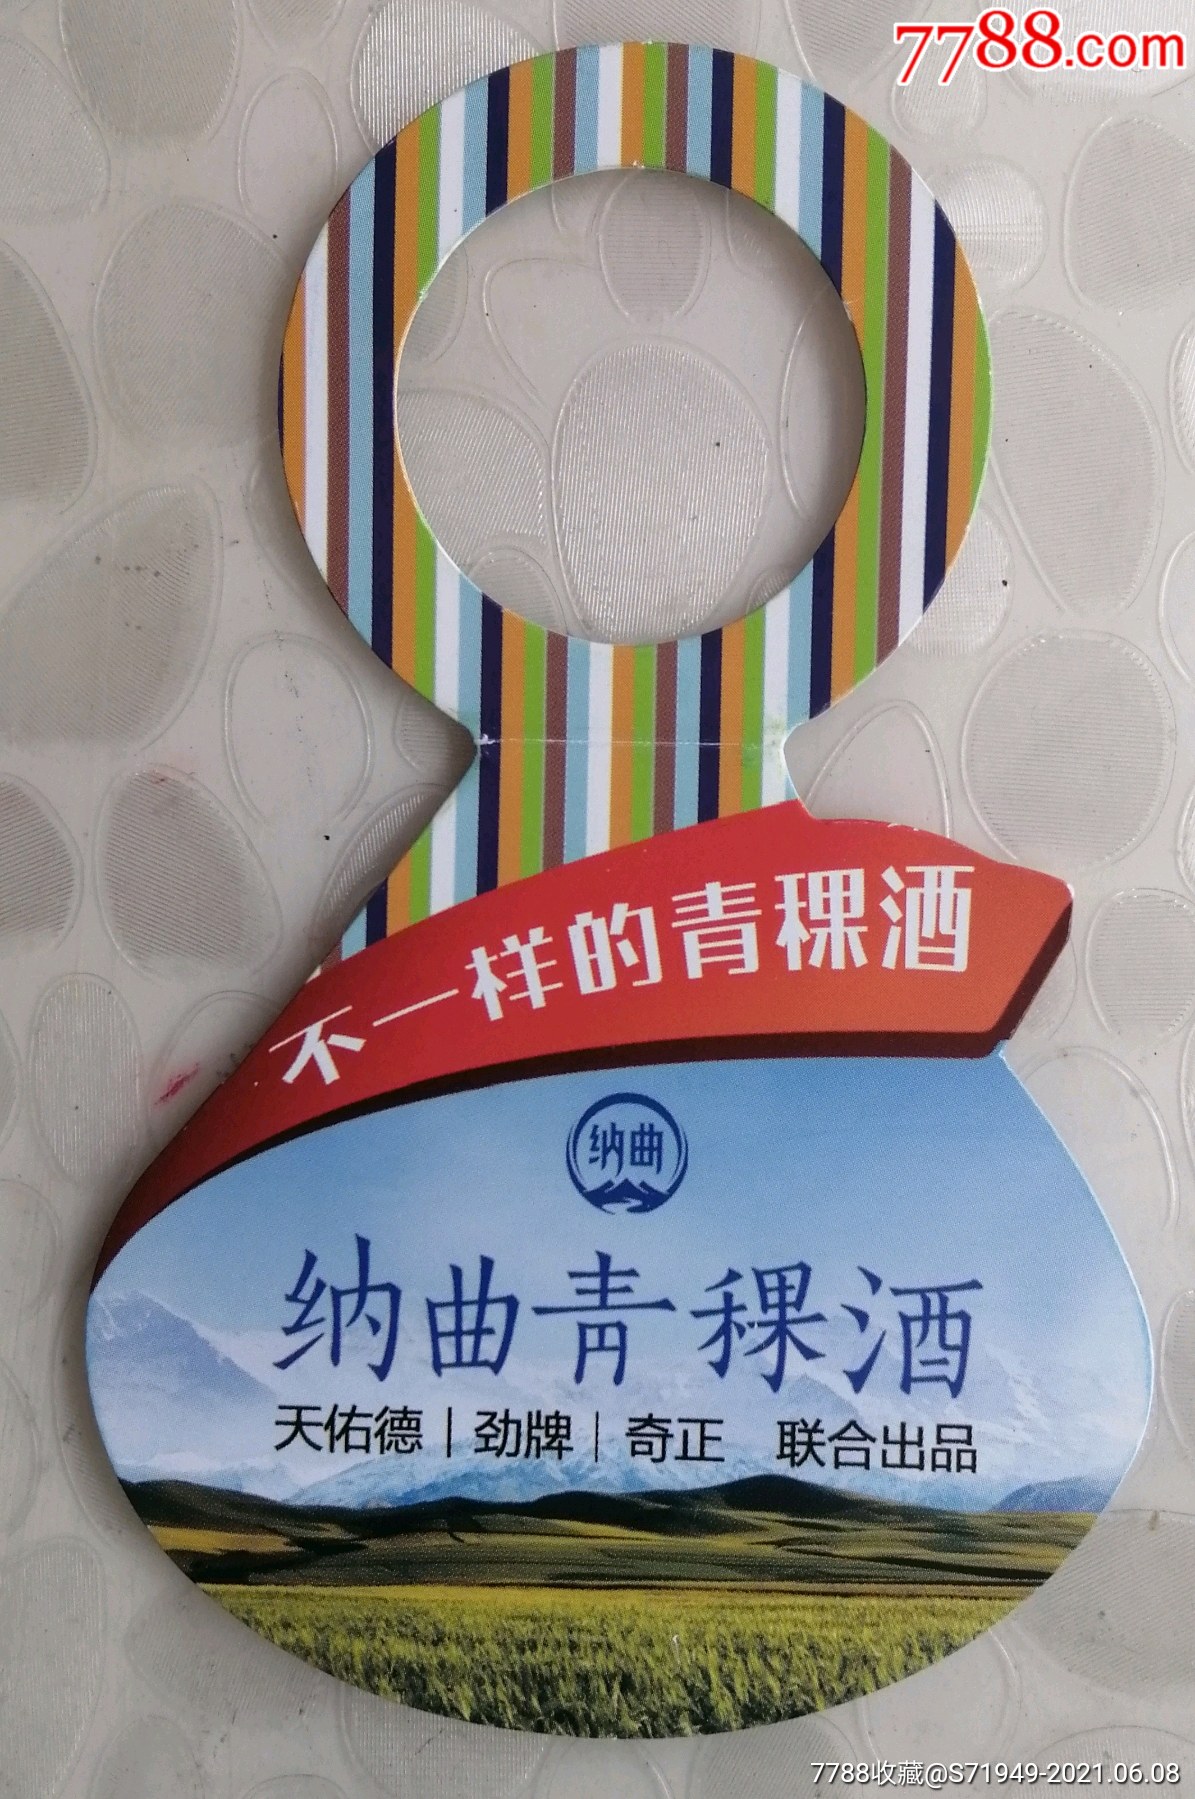 7788.com
不一样的青稞酒
纳曲
纳曲青稞酒
天佑德｜劲牌｜奇正 联合出品
7788收藏@S71949-2021.06.08